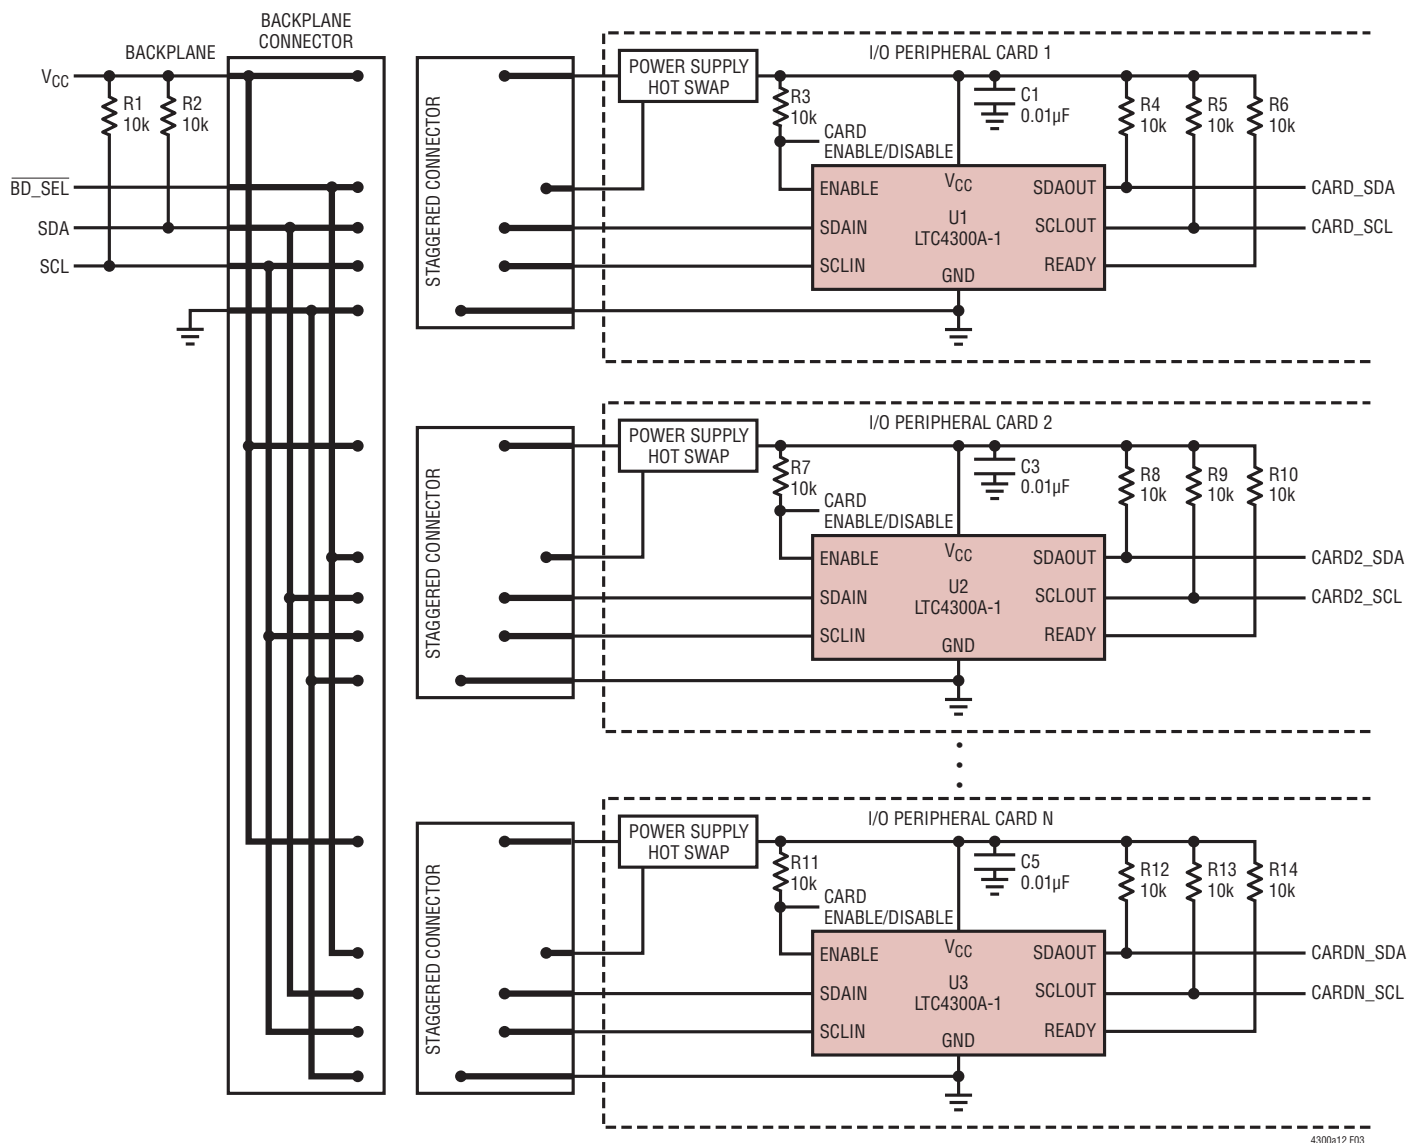 BACKPLANE
CONNECTOR
BACKPLANE
VCC
R1
10k
R2
10k
BD_SEL
SDA
SCL
STAGGERED CONNECTOR
I/O PERIPHERAL CARD 1
POWER SUPPLY
HOT SWAP
R3
10k
CARD
ENABLE/DISABLE
C1
0.01µF
R4
10k
R5
10k
R6
10k
ENABLE
SDAIN
SCLIN
VCC
U1
LTC4300A-1
GND
SDAOUT
SCLOUT
READY
CARD_SDA
CARD_SCL
STAGGERED CONNECTOR
I/O PERIPHERAL CARD 2
POWER SUPPLY
HOT SWAP
R7
10k
CARD
ENABLE/DISABLE
C3
0.01µF
R8
10k
R9
10k
R10
10k
ENABLE
SDAIN
SCLIN
VCC
U2
LTC4300A-1
GND
SDAOUT
SCLOUT
READY
CARD2_SDA
CARD2_SCL
STAGGERED CONNECTOR
I/O PERIPHERAL CARD N
POWER SUPPLY
HOT SWAP
R11
10k
CARD
ENABLE/DISABLE
C5
0.01µF
R12
10k
R13
10k
R14
10k
ENABLE
SDAIN
SCLIN
VCC
U3
LTC4300A-1
GND
SDAOUT
SCLOUT
READY
CARDN_SDA
CARDN_SCL
4300a12 F03